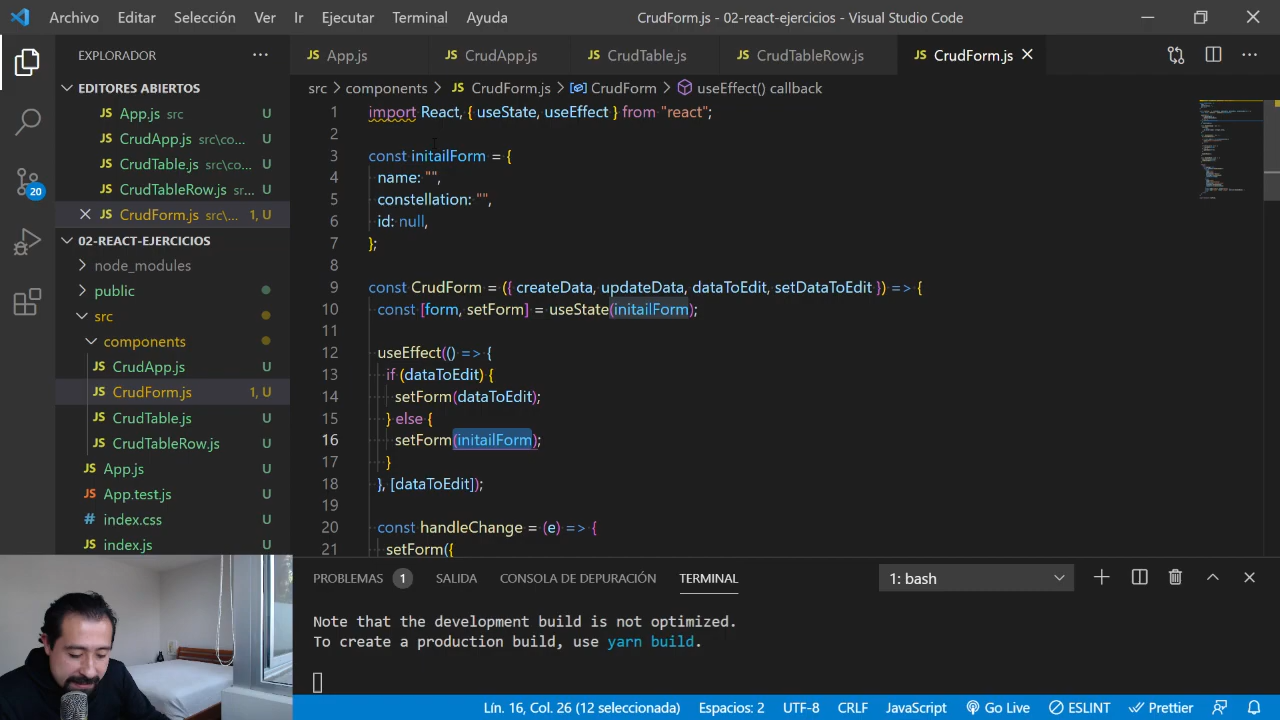 Archivo Editar Selección Ver Ir Ejecutar Terminal Ayuda CrudForm.js - 02-react-ejercicios - Visual Studio Code
EXPLORADOR
EDITORES ABIERTOS
JS App.js src U
JS CrudApp.js src\co... U
JS CrudTable.js src\co... U
JS CrudTableRow.js sr... U
JS CrudForm.js src\... 1, U
02-REACT-EJERCICIOS
node_modules
public
src
components
JS CrudApp.js U
JS CrudForm.js 1, U
JS CrudTable.js U
JS CrudTableRow.js U
JS App.js U
JS App.test.js U
# index.css U
JS index.js U
20
JS App.js JS CrudApp.js JS CrudTable.js JS CrudTableRow.js JS CrudForm.js
src > components > JS CrudForm.js > CrudForm > useEffect() callback
1 import React, { useState, useEffect } from "react";
2
3 const initailForm = {
4 name: "",
5 constellation: "",
6 id: null,
7 };
8
9 const CrudForm = ({ createData, updateData, dataToEdit, setDataToEdit }) => {
10 const [form, setForm] = useState(initailForm);
11
12 useEffect(() => {
13 if (dataToEdit) {
14 setForm(dataToEdit);
15 } else {
16 setForm(initailForm);
17 }
18 }, [dataToEdit]);
19
20 const handleChange = (e) => {
21 setForm({
PROBLEMAS 1 SALIDA CONSOLA DE DEPURACIÓN TERMINAL 1: bash
Note that the development build is not optimized.
To create a production build, use yarn build.
Lín. 16, Col. 26 (12 seleccionada) Espacios: 2 UTF-8 CRLF JavaScript Go Live ESLINT Prettier